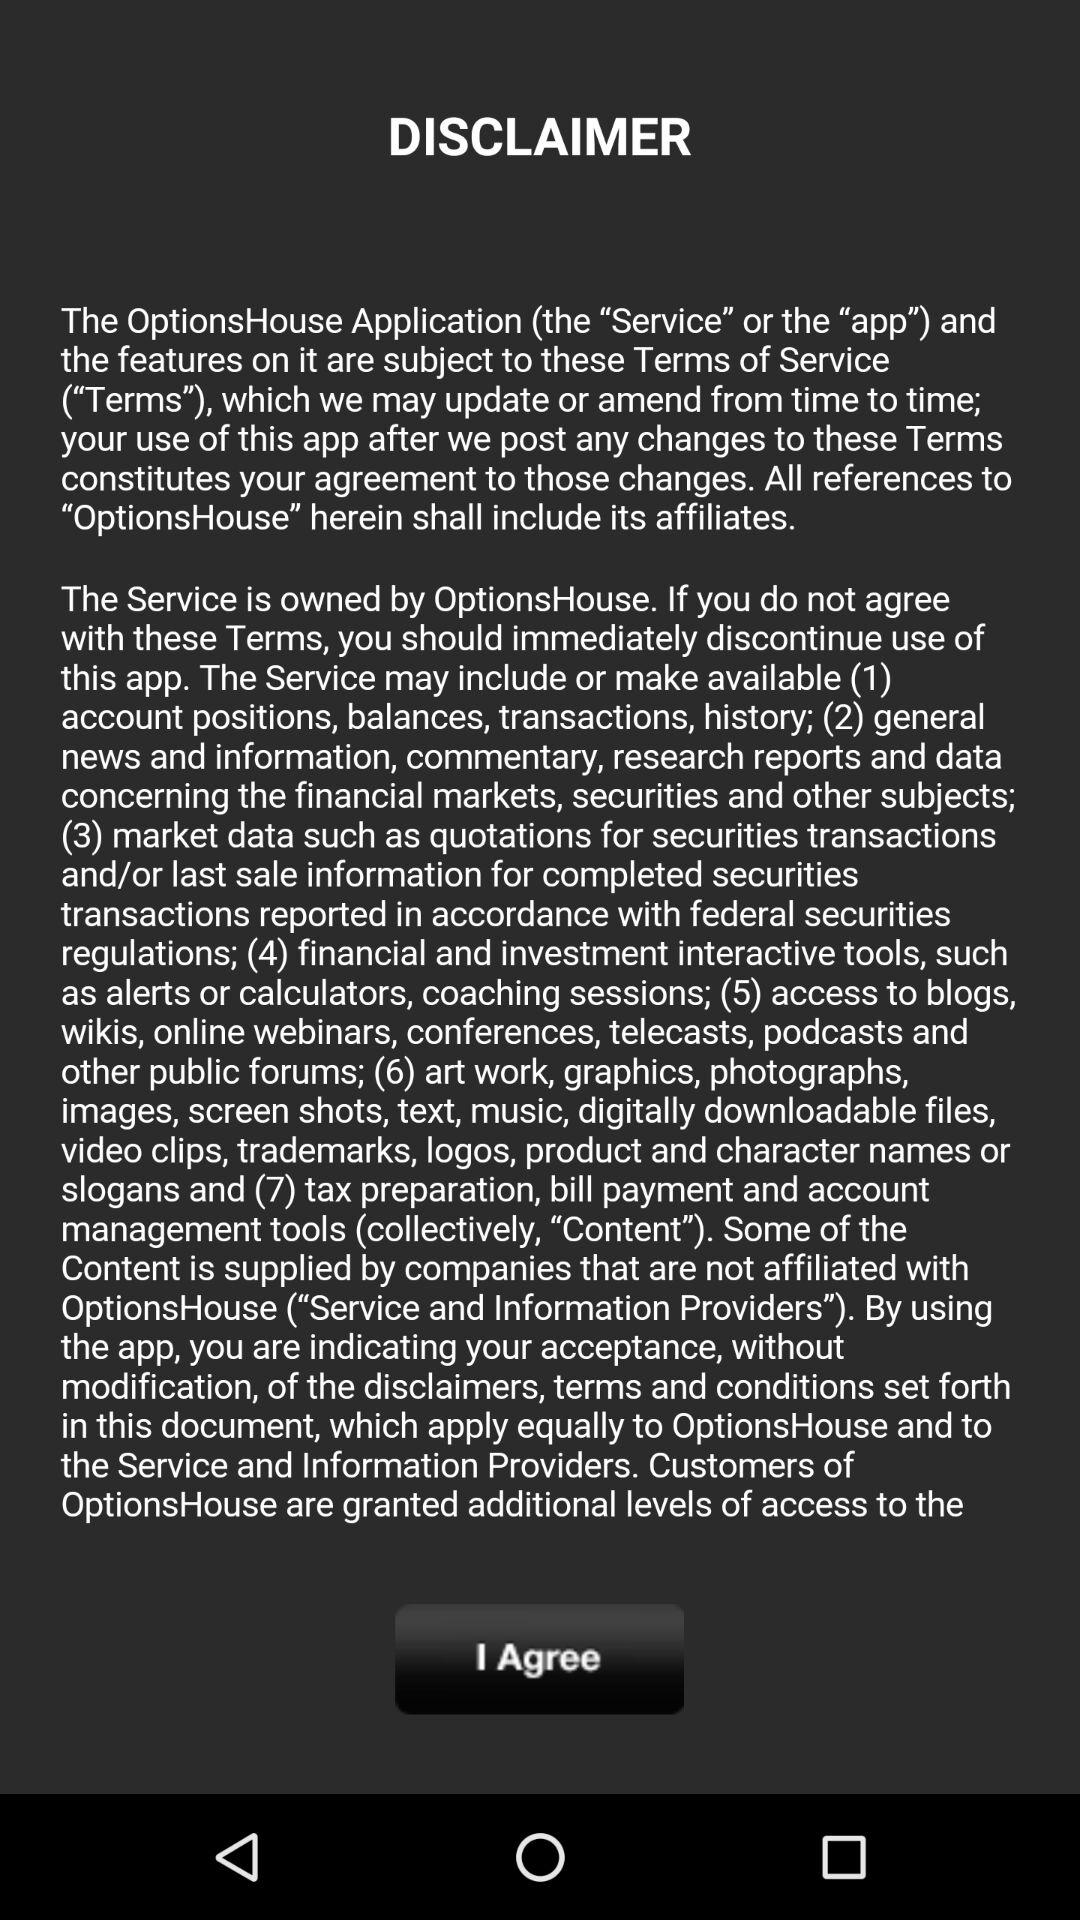 DISCLAIMER
The OptionsHouse Application (the “Service” or the “app”) and
the features on it are subject to these Terms of Service
(“Terms”), which we may update or amend from time to time;
your use of this app after we post any changes to these Terms
constitutes your agreement to those changes. All references to
“OptionsHouse” herein shall include its affiliates.
The Service is owned by OptionsHouse. If you do not agree
with these Terms, you should immediately discontinue use of
this app. The Service may include or make available (1)
account positions, balances, transactions, history; (2) general
news and information, commentary, research reports and data
concerning the financial markets, securities and other subjects;
(3) market data such as quotations for securities transactions
and/or last sale information for completed securities
transactions reported in accordance with federal securities
regulations; (4) financial and investment interactive tools, such
as alerts or calculators, coaching sessions; (5) access to blogs,
wikis, online webinars, conferences, telecasts, podcasts and
other public forums; (6) art work, graphics, photographs,
images, screen shots, text, music, digitally downloadable files,
video clips, trademarks, logos, product and character names or
slogans and (7) tax preparation, bill payment and account
management tools (collectively, “Content”). Some of the
Content is supplied by companies that are not affiliated with
OptionsHouse (“Service and Information Providers”). By using
the app, you are indicating your acceptance, without
modification, of the disclaimers, terms and conditions set forth
in this document, which apply equally to OptionsHouse and to
the Service and Information Providers. Customers of
OptionsHouse are granted additional levels of access to the
I Agree